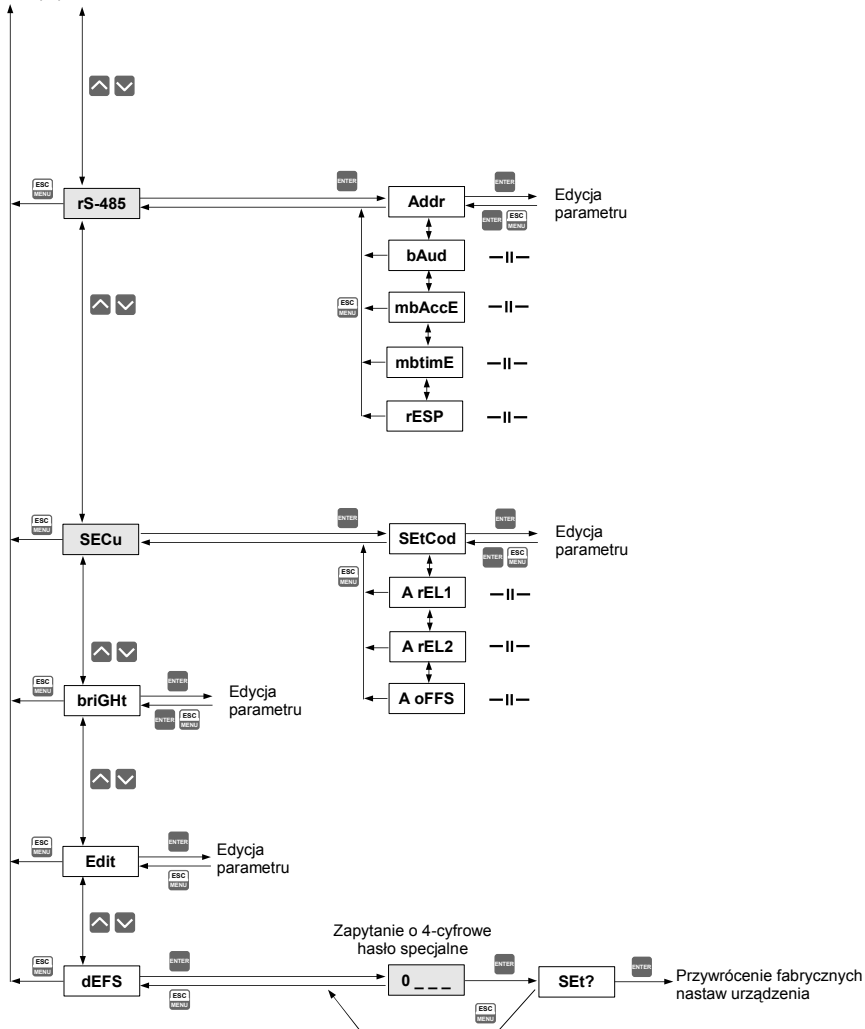 ESC
MENU
rS-485
ENTER
Addr
ENTER
ENTER
ESC
MENU
Edycja
parametru
bAud
—II—
ESC
MENU
mbAccE
—II—
mbtimE
—II—
rESP
—II—
ESC
MENU
SECu
ENTER
SEtCod
ENTER
ENTER
ESC
MENU
Edycja
parametru
ESC
MENU
A rEL1
—II—
A rEL2
—II—
A oFFS
—II—
ESC
MENU
briGHt
ENTER
ENTER
ESC
MENU
Edycja
parametru
ESC
MENU
Edit
ENTER
ESC
MENU
Edycja
parametru
Zapytanie o 4-cyfrowe
hasło specjalne
ESC
MENU
dEFS
ENTER
ESC
MENU
0 _ _ _
ENTER
ESC
MENU
SEt?
ENTER
Przywrócenie fabrycznych
nastaw urządzenia